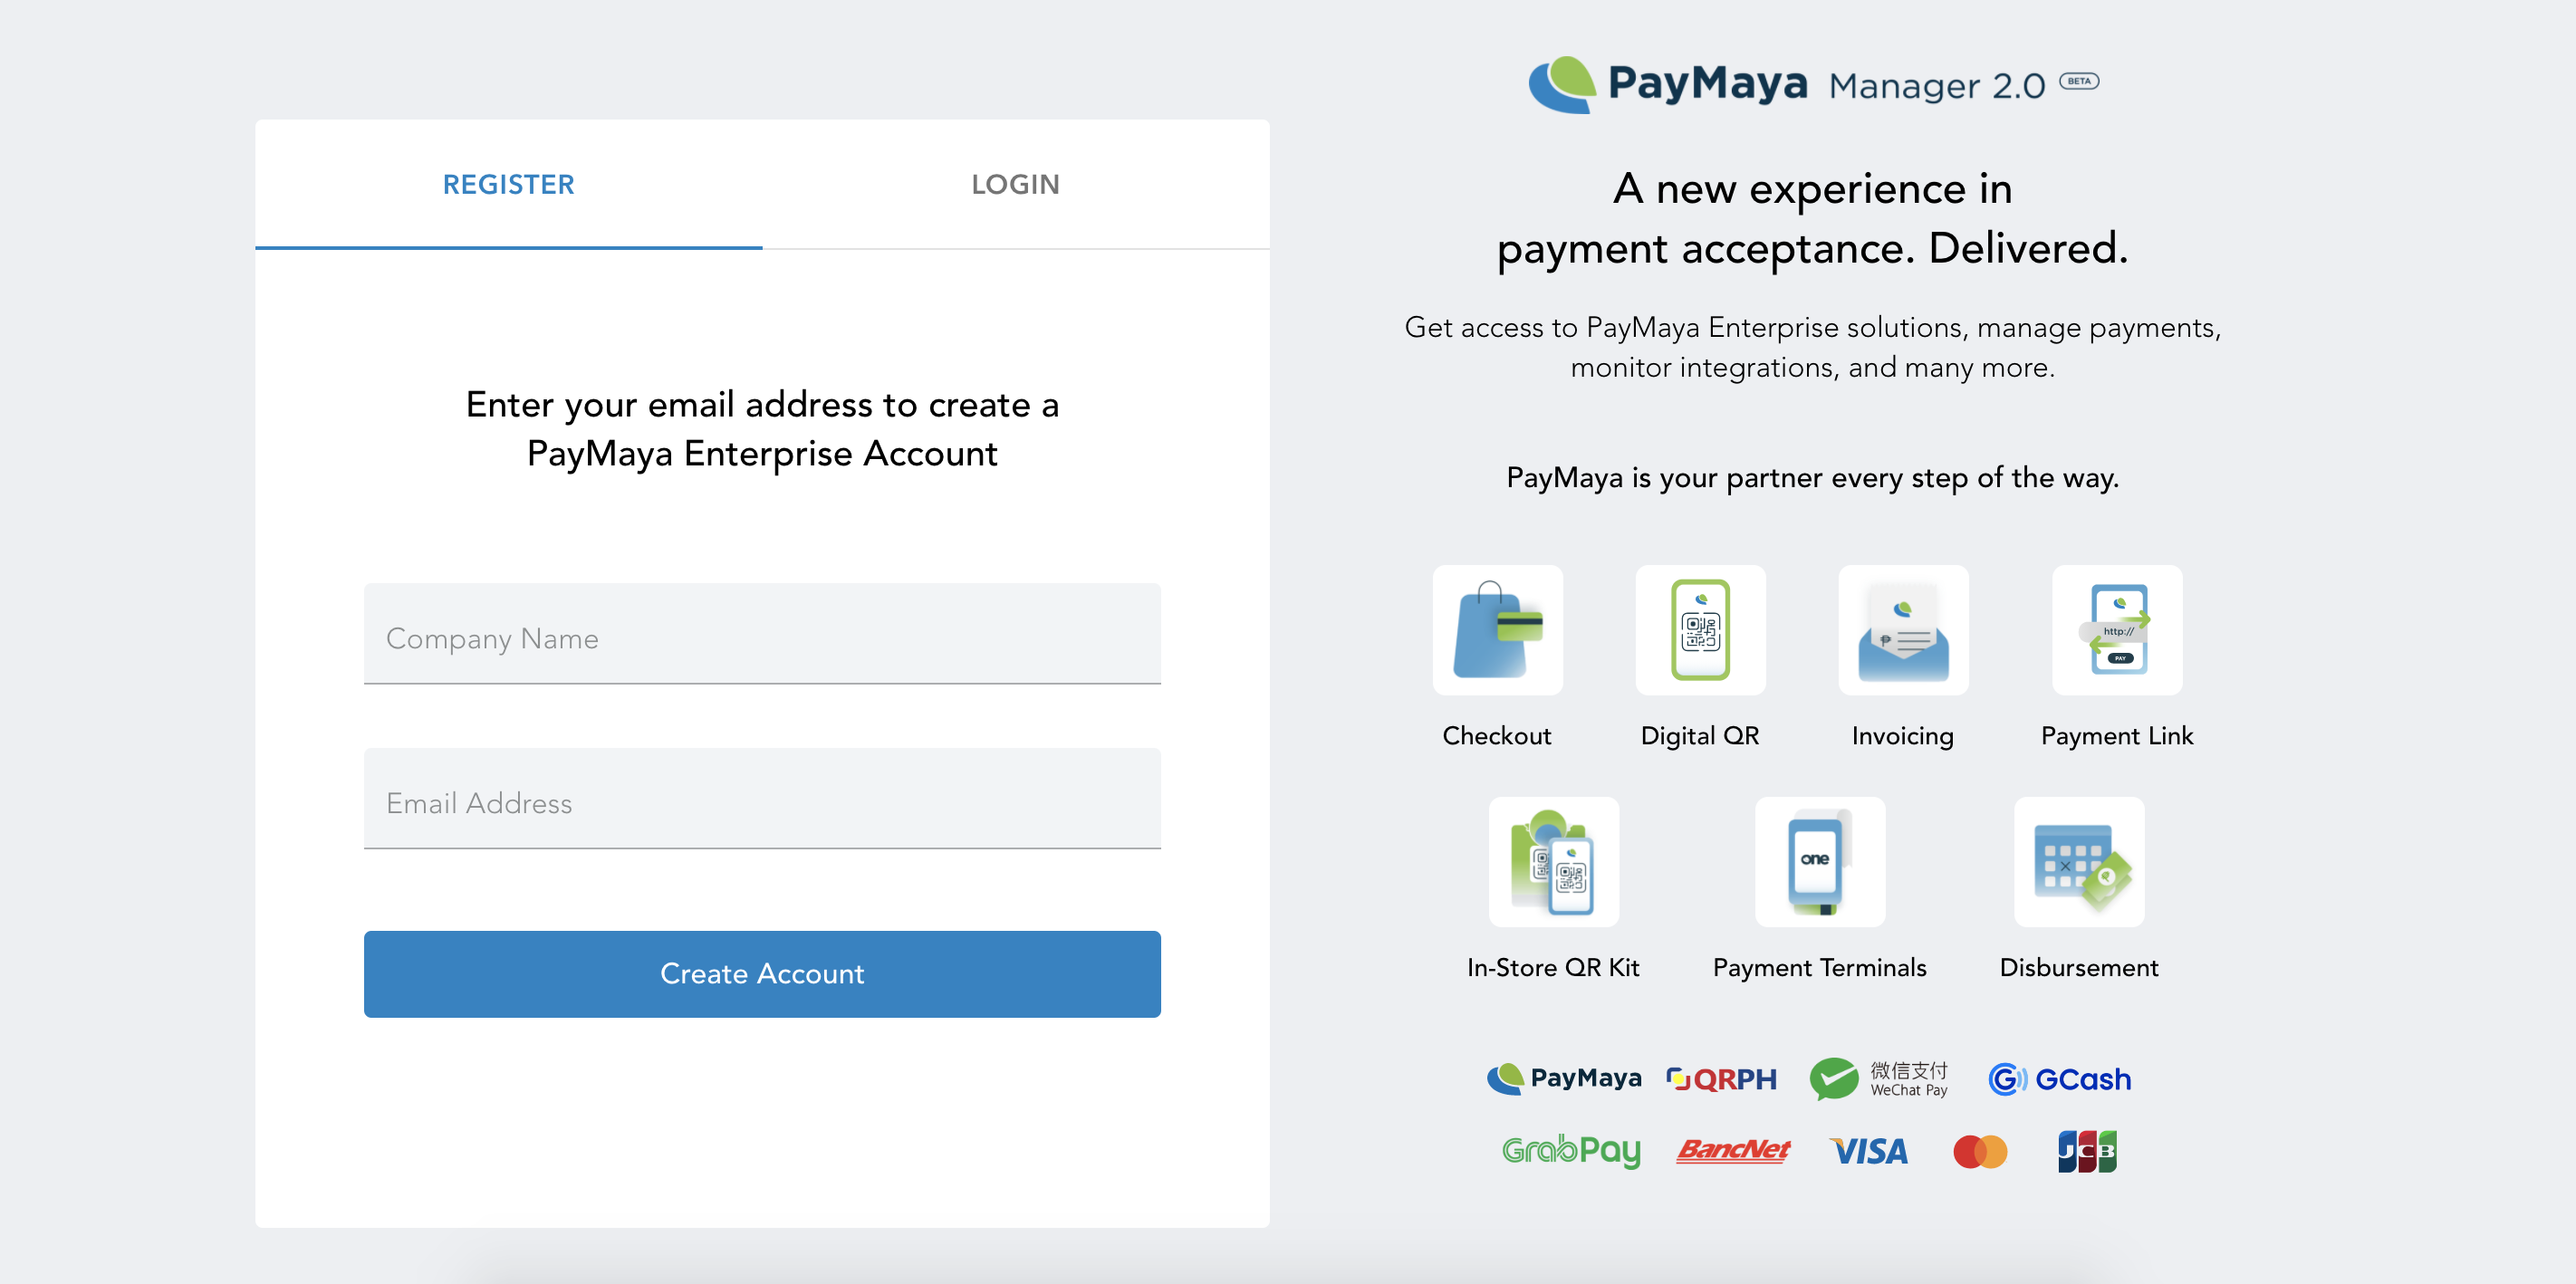 REGISTER
LOGIN
Enter your email address to create a
PayMaya Enterprise Account
Company Name
Email Address
Create Account
PayMaya Manager 2.0 BETA
A new experience in
payment acceptance. Delivered.
Get access to PayMaya Enterprise solutions, manage payments,
monitor integrations, and many more.
PayMaya is your partner every step of the way.
http://
PAY
Checkout
Digital QR
Invoicing
Payment Link
one
In-Store QR Kit
Payment Terminals
Disbursement
PayMaya
QRPH
微信支付
WeChat Pay
GCash
GrabPay
BancNet
VISA
JCB